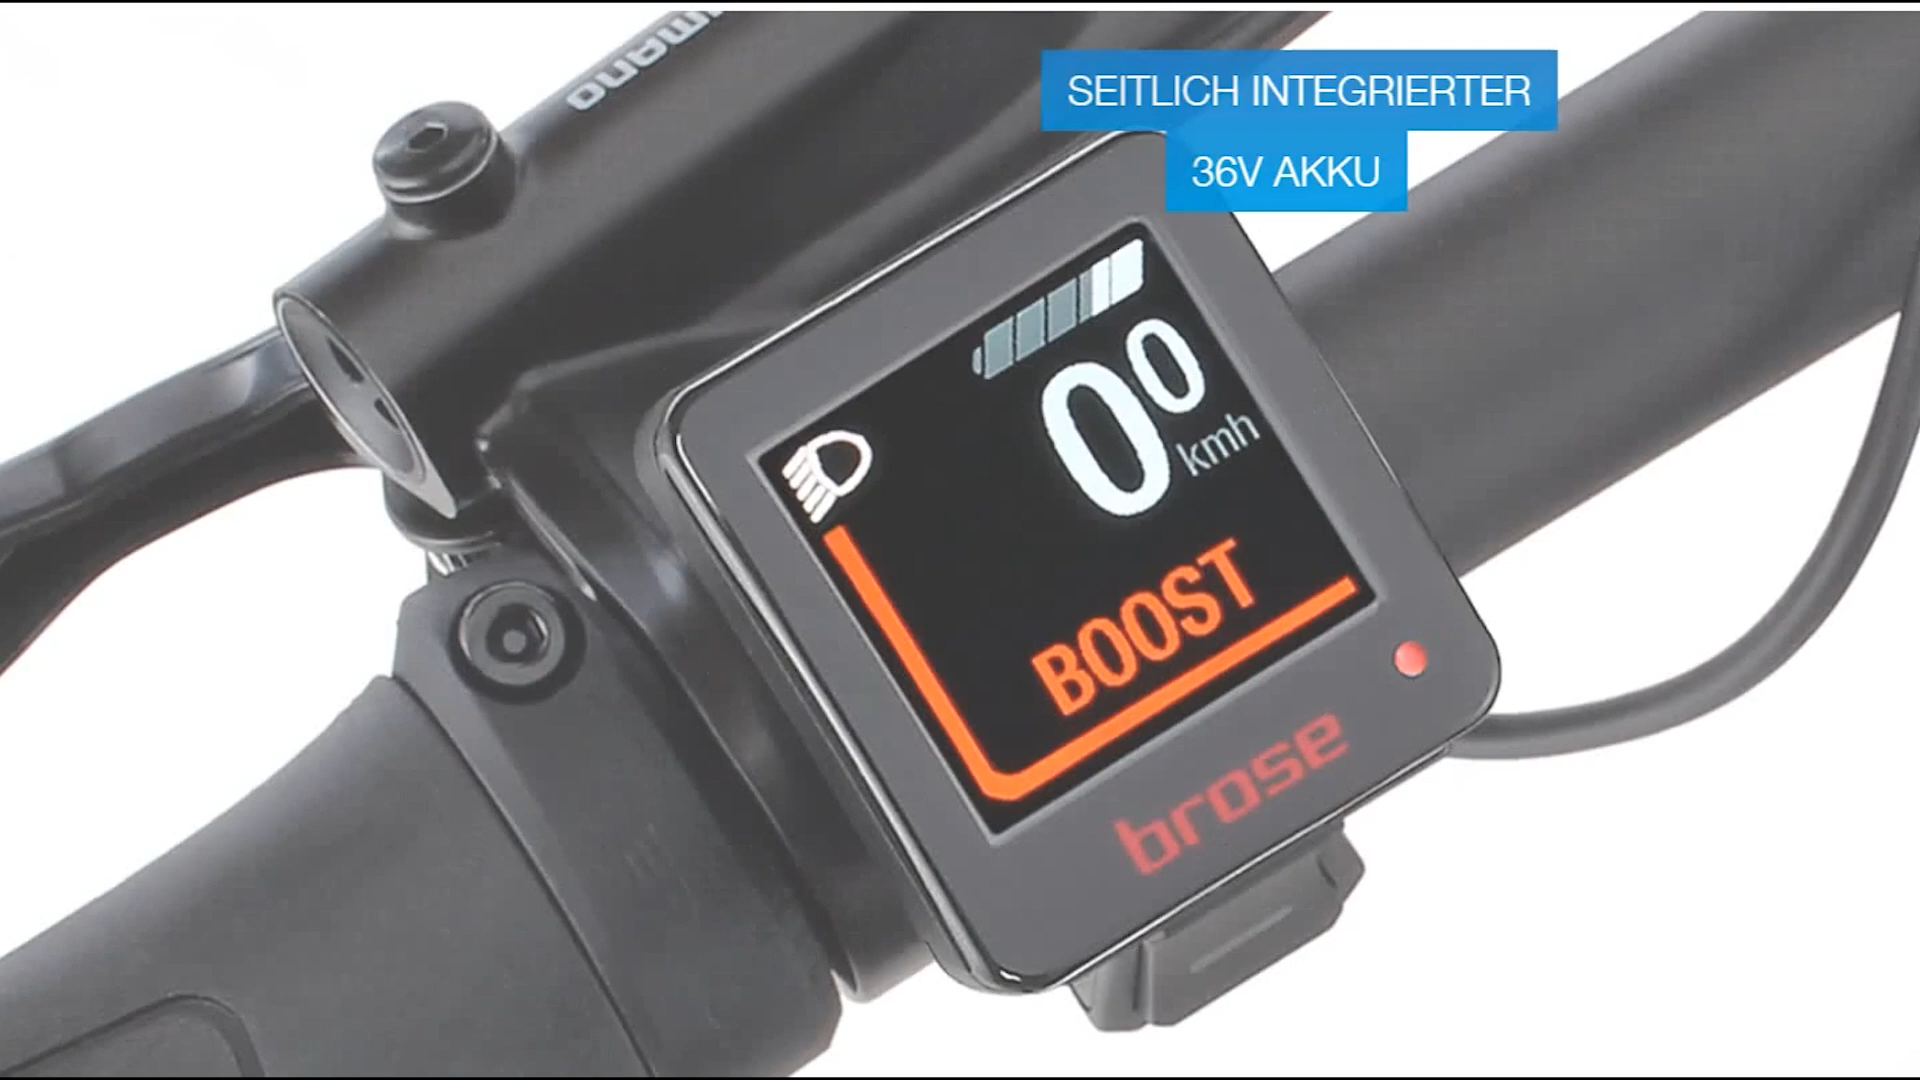 SEITLICH INTEGRIERTER
36V AKKU
00
kmh
BOOST
brose